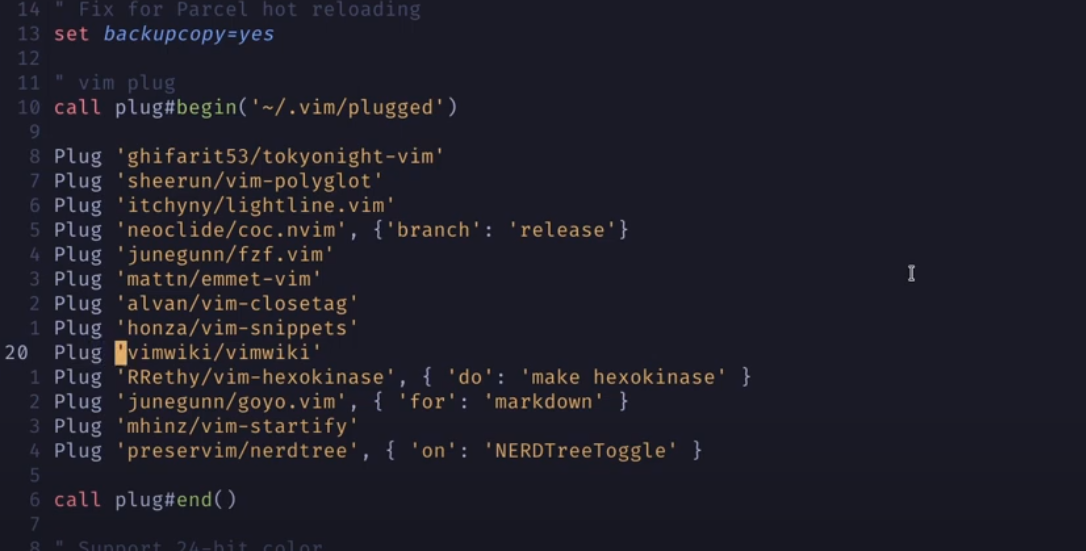 14 " Fix for Parcel hot reloading
13 set backupcopy=yes
12
11 " vim plug
10 call plug#begin('~/.vim/plugged')
9
8 Plug 'ghifarit53/tokyonight-vim'
7 Plug 'sheerun/vim-polyglot'
6 Plug 'itchyny/lightline.vim'
5 Plug 'neoclide/coc.nvim', {'branch': 'release'}
4 Plug 'junegunn/fzf.vim'
3 Plug 'mattn/emmet-vim'
2 Plug 'alvan/vim-closetag'
1 Plug 'honza/vim-snippets'
20 Plug 'vimwiki/vimwiki'
1 Plug 'RRethy/vim-hexokinase', { 'do': 'make hexokinase' }
2 Plug 'junegunn/goyo.vim', { 'for': 'markdown' }
3 Plug 'mhinz/vim-startify'
4 Plug 'preservim/nerdtree', { 'on': 'NERDTreeToggle' }
5
6 call plug#end()
7
8 " Support 24-bit color